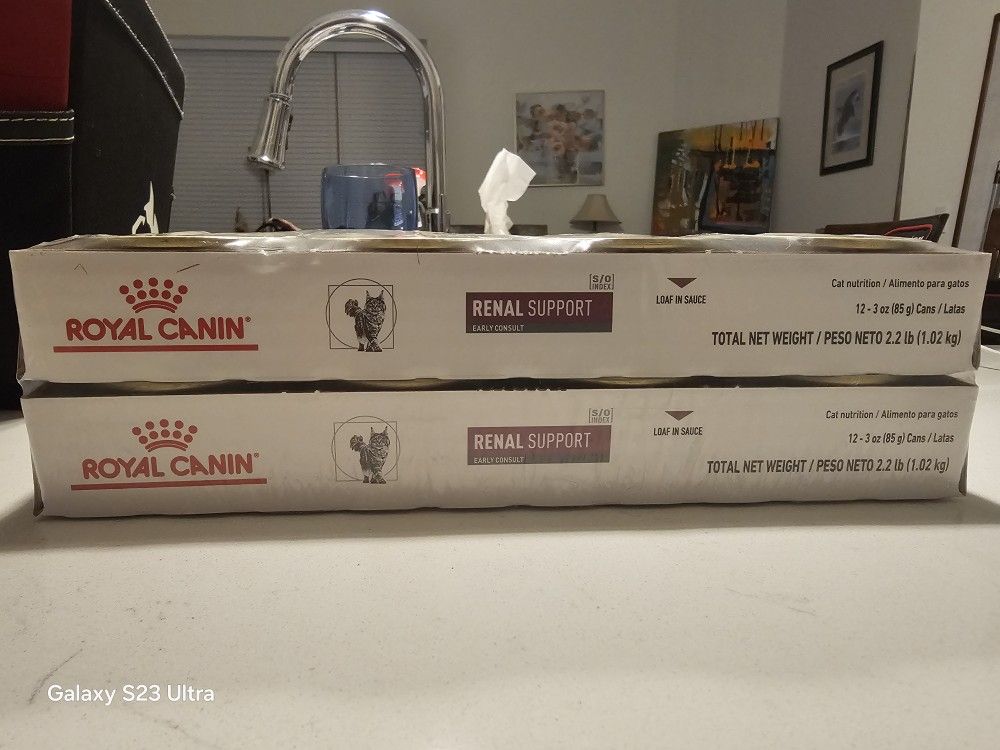 ROYAL CANIN®
[S/O
INDEX]
RENAL SUPPORT
EARLY CONSULT
LOAF IN SAUCE
Cat nutrition / Alimento para gatos
12 - 3 oz (85 g) Cans / Latas
TOTAL NET WEIGHT / PESO NETO 2.2 lb (1.02 kg)
ROYAL CANIN®
[S/O
INDEX]
RENAL SUPPORT
EARLY CONSULT
LOAF IN SAUCE
Cat nutrition / Alimento para gatos
12 - 3 oz (85 g) Cans / Latas
TOTAL NET WEIGHT / PESO NETO 2.2 lb (1.02 kg)
Galaxy S23 Ultra